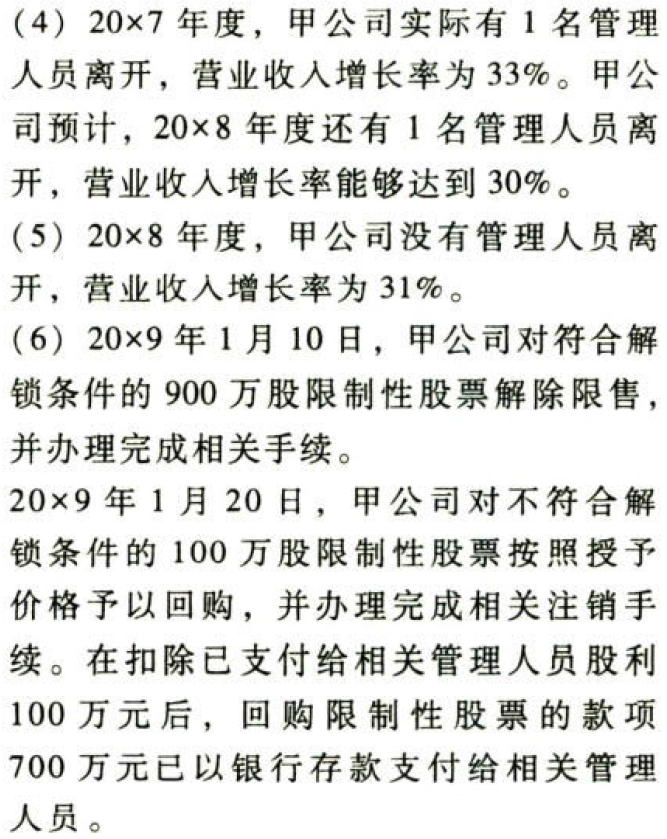 （4）20×7 年度，甲公司实际有 1 名管理
人员离开，营业收入增长率为 33%。甲公
司预计，20×8 年度还有 1 名管理人员离
开，营业收入增长率能够达到 30%。
（5）20×8 年度，甲公司没有管理人员离
开，营业收入增长率为 31%。
（6）20×9 年 1 月 10 日，甲公司对符合解
锁条件的 900 万股限制性股票解除限售，
并办理完成相关手续。
20×9 年 1 月 20 日，甲公司对不符合解
锁条件的 100 万股限制性股票按照授予
价格予以回购，并办理完成相关注销手
续。在扣除已支付给相关管理人员股利
100 万元后，回购限制性股票的款项
700 万元已以银行存款支付给相关管理
人员。